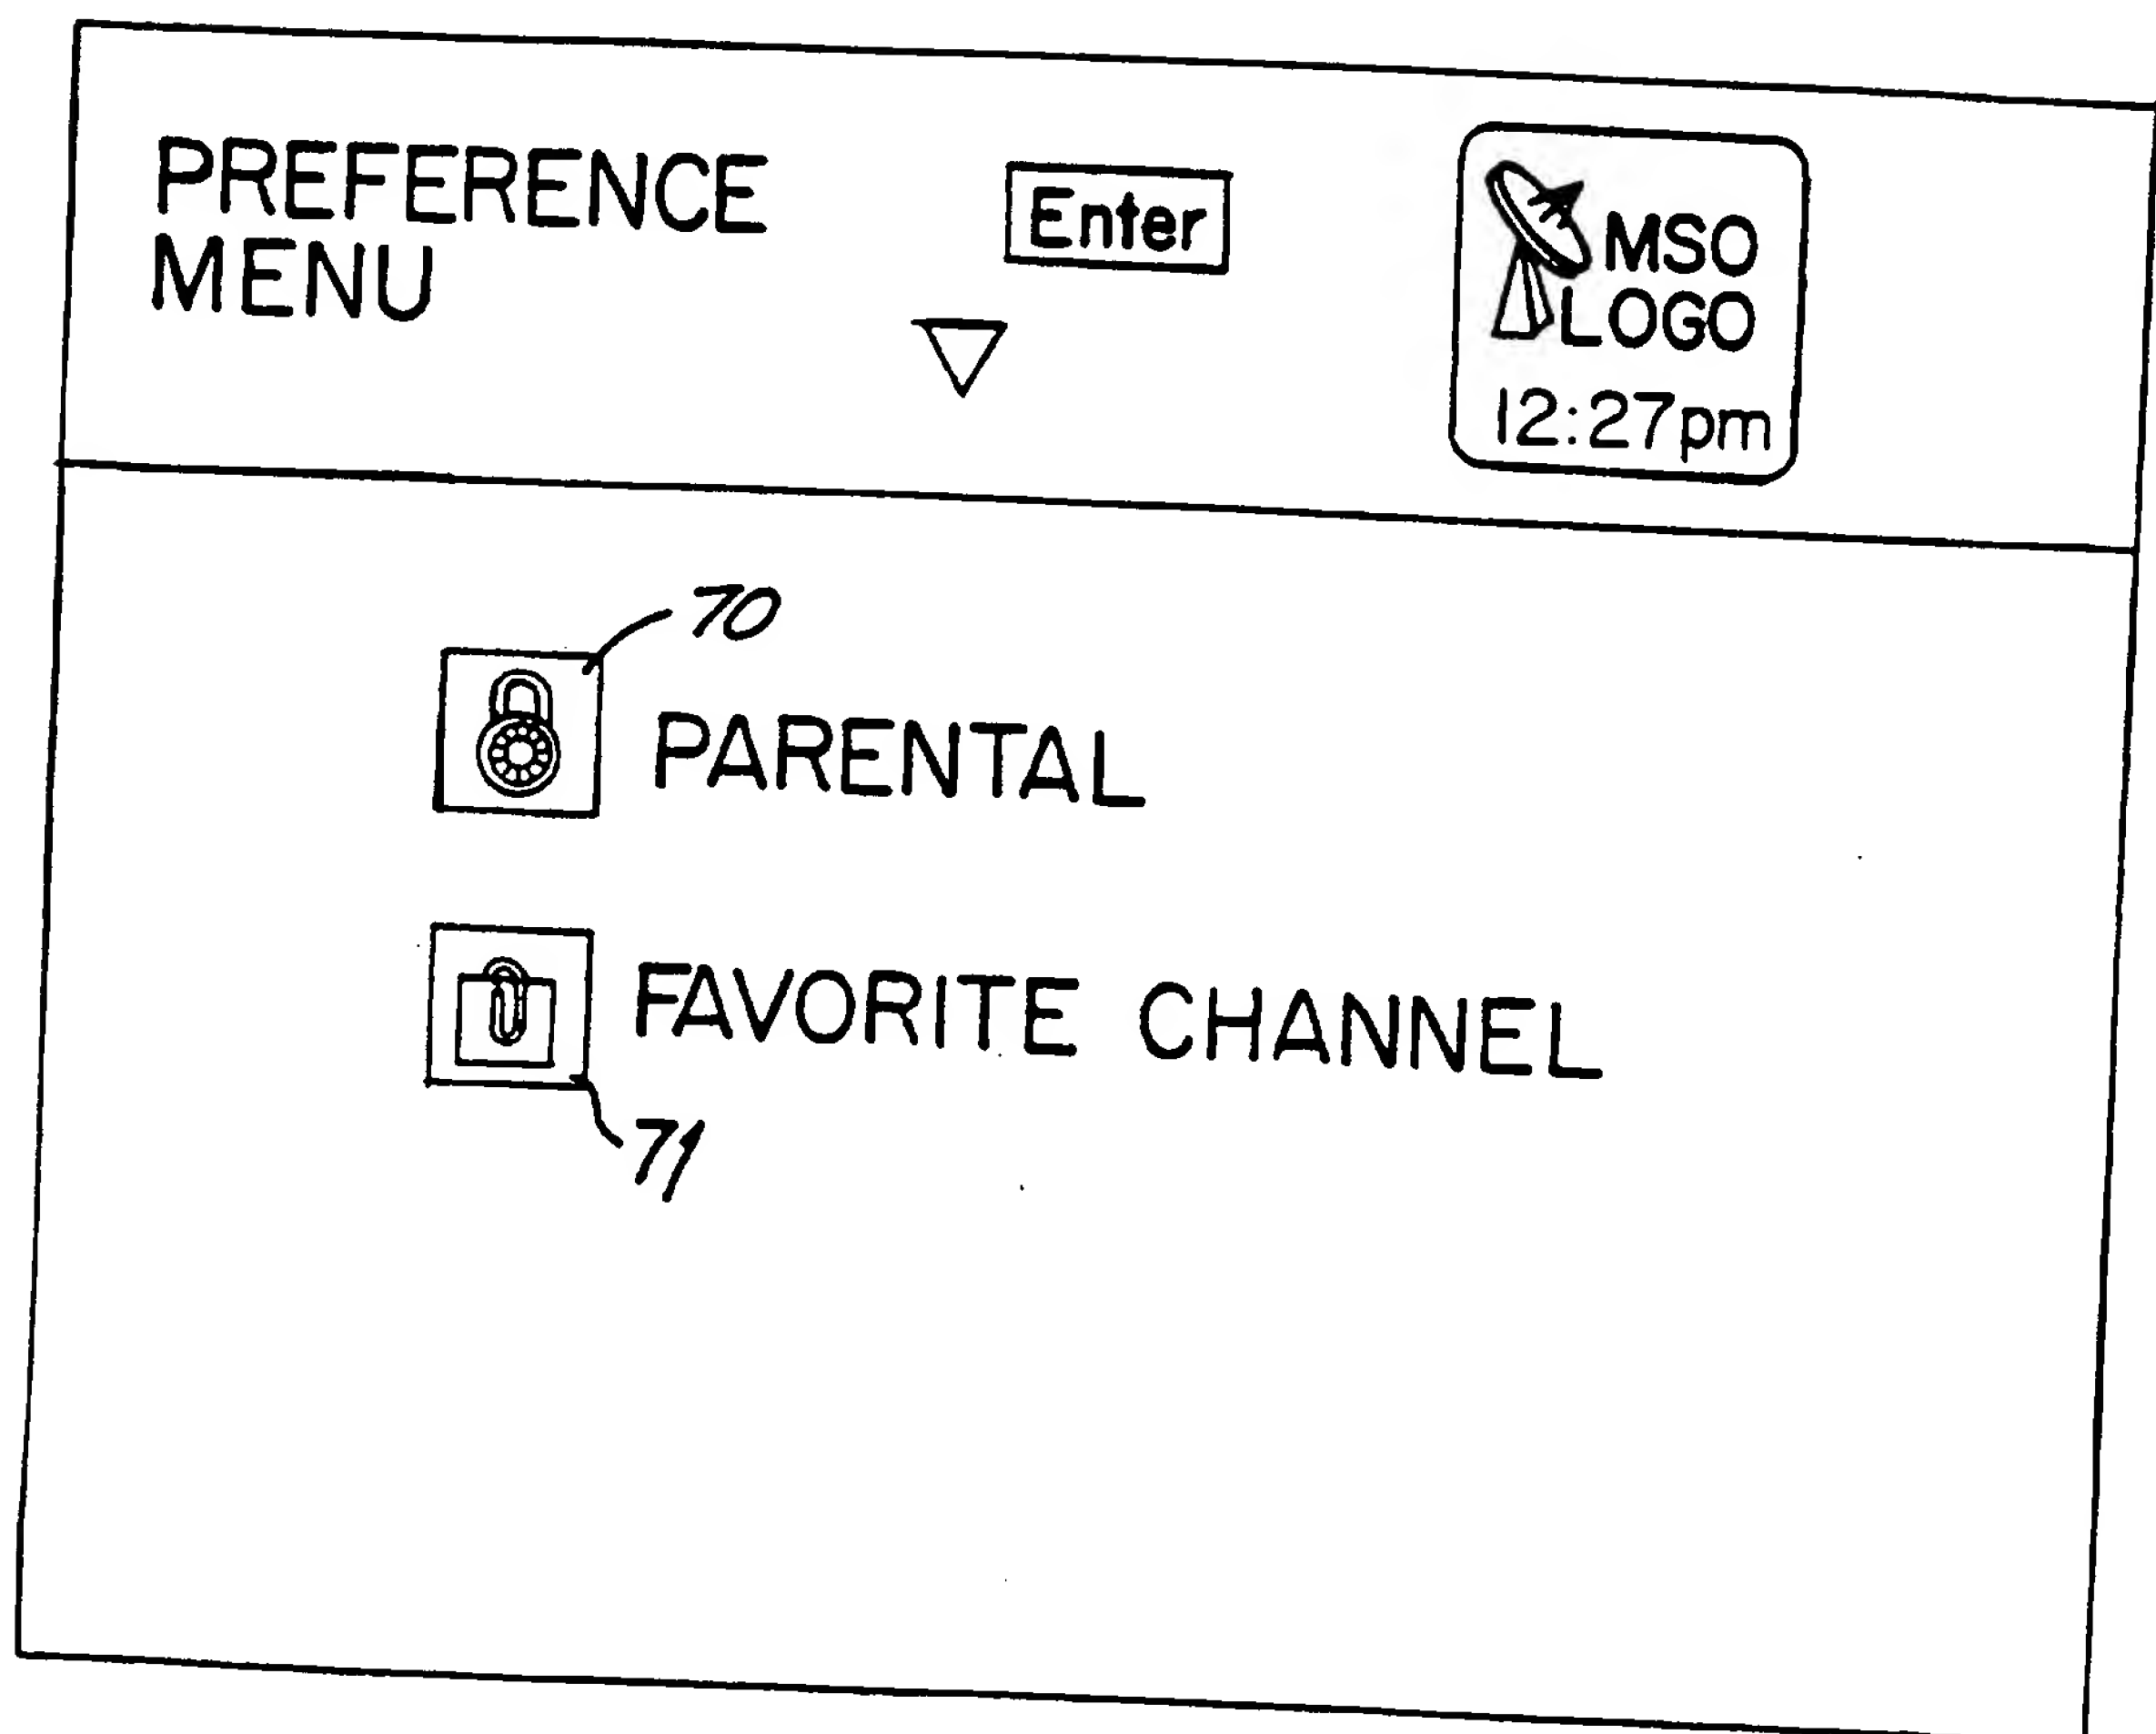 PREFERENCE
MENU
Enter
MSO
LOGO
12:27pm
70
PARENTAL
FAVORITE CHANNEL
71